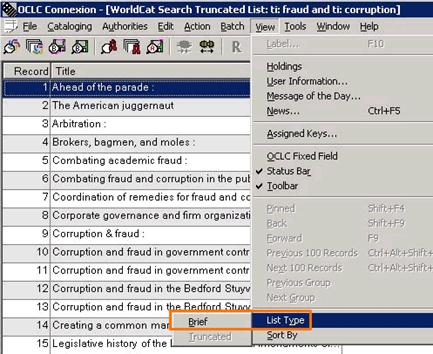 OCLC Connexion - [WorldCat Search Truncated List: ti: fraud and ti: corruption]
File Cataloging Authorities Edit Action Batch View Tools Window Help
R
Label... F10
Holdings
User Information...
Message of the Day...
News... Ctrl+F5
Assigned Keys...
OCLC Fixed Field
Status Bar
Toolbar
Pinned Shift+F4
Back Shift+F9
Forward F9
Previous 100 Records Ctrl+Alt+Shift+
Next 100 Records Ctrl+Alt+Shift+
Previous Group
Next Group
List Type
Sort By
Brief
Truncated
Record Title
1 Ahead of the parade :
2 The American juggernaut
3 Arbitration :
4 Brokers, bagmen, and moles :
5 Combating academic fraud :
6 Combating fraud and corruption in the pub
7 Coordination of remedies for fraud and co
8 Corporate governance and firm organizatio
9 Corruption & fraud :
10 Corruption and fraud in government contr
11 Corruption and fraud in government contr
12 Corruption and fraud in the Bedford Stuyv
13 Corruption and fraud in the Bedford Stuyv
14 Creating a common mar
15 Legislative history of the